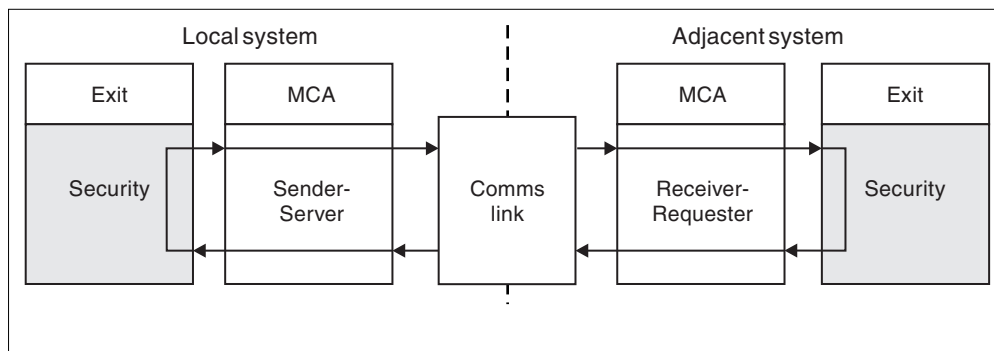 Local system
Adjacent system
Exit
MCA
MCA
Exit
Security
Sender-
Server
Comms
link
Receiver-
Requester
Security